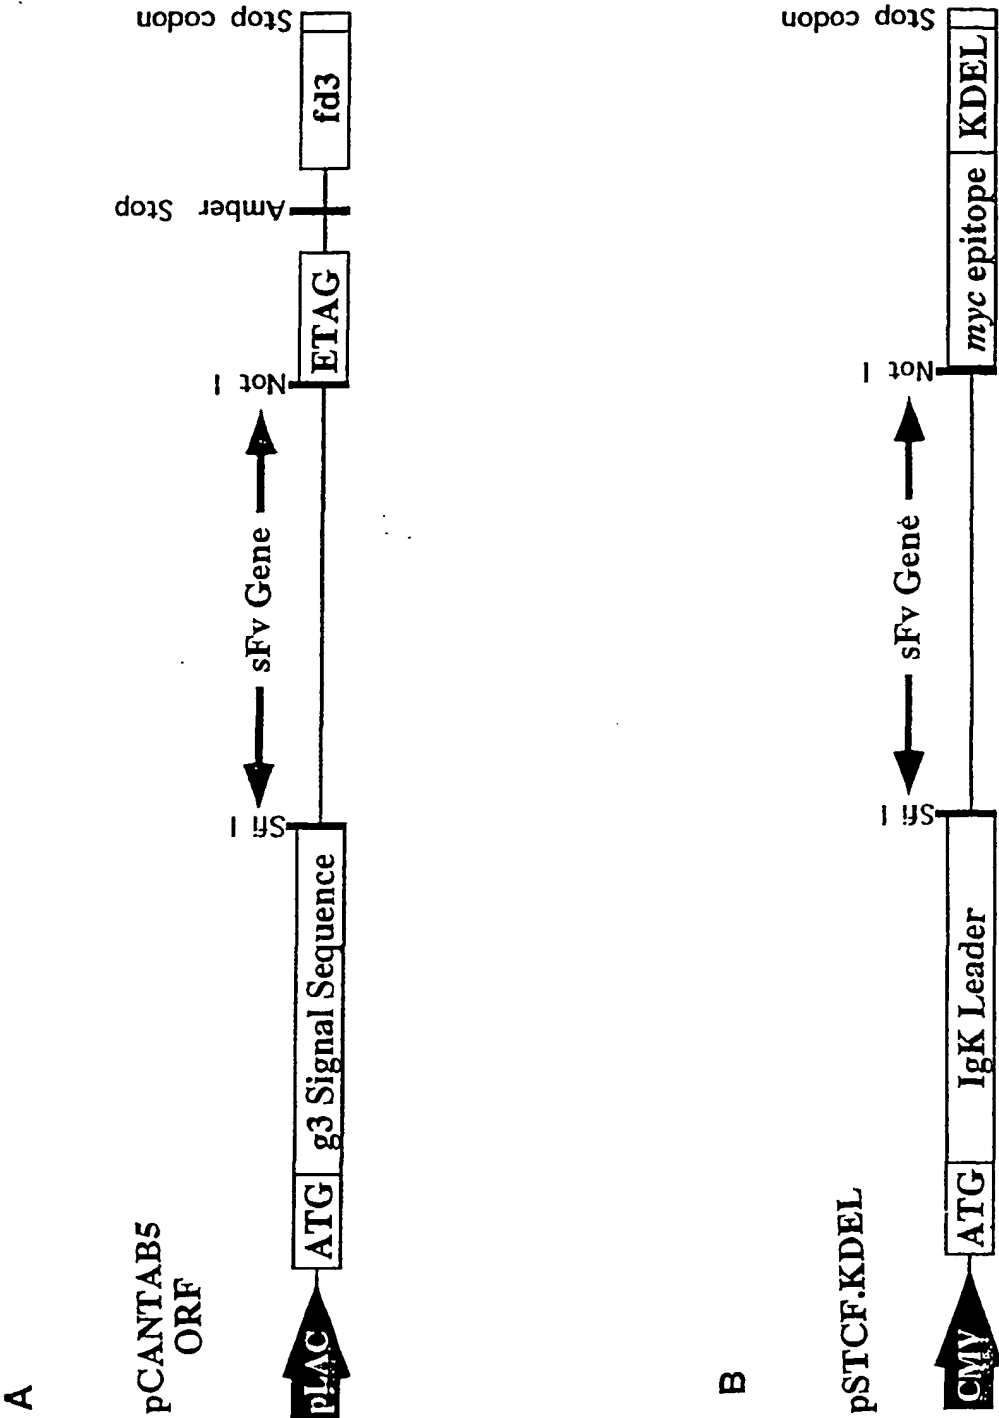 A
pCANTAB5
ORF
pLAC
ATG
g3 Signal Sequence
Sfi I
sFv Gene
Not I
ETAG
Amber Stop
fd3
Stop codon
B
pSTCF.KDEL
CMV
ATG
IgK Leader
Sfi I
sFv Gene
Not I
myc epitope
KDEL
Stop codon